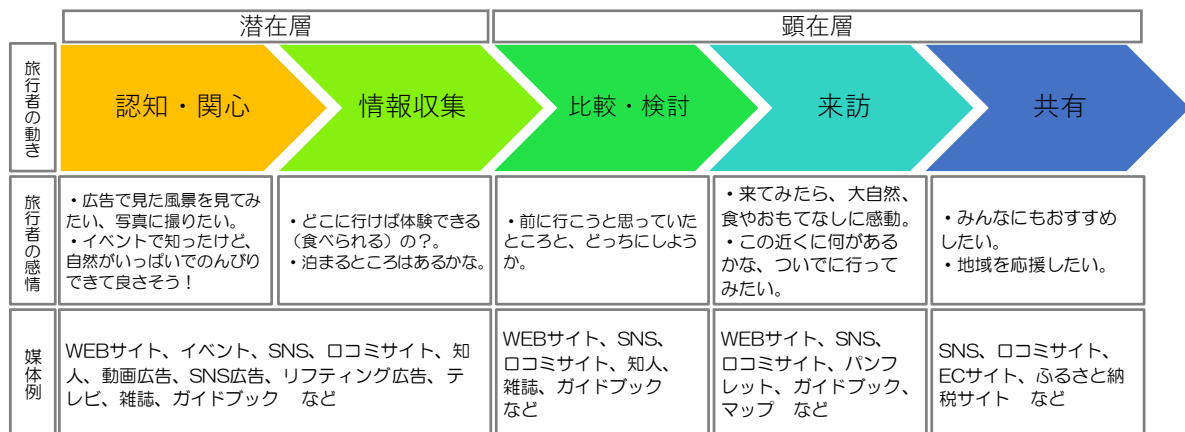 潜在層
顕在層
旅行者の動き
認知・関心
情報収集
比較・検討
来訪
共有
旅行者の感情
・広告で見た風景を見てみ
たい、写真に撮りたい。
・イベントで知ったけど、
自然がいっぱいでのんびり
できて良さそう！
・どこに行けば体験できる
（食べられる）の？。
・泊まるところはあるかな。
・前に行こうと思っていた
ところと、どっちにしよう
か。
・来てみたら、大自然、
食やおもてなしに感動。
・この近くに何がある
かな、ついでに行って
みたい。
・みんなにもおすすめ
したい。
・地域を応援したい。
媒体例
WEBサイト、イベント、SNS、口コミサイト、知
人、動画広告、SNS広告、リフティング広告、テ
レビ、雑誌、ガイドブック　など
WEBサイト、SNS、
口コミサイト、知人、
雑誌、ガイドブック
など
WEBサイト、SNS、
口コミサイト、パンフ
レット、ガイドブック、
マップ　など
SNS、口コミサイト、
ECサイト、ふるさと納
税サイト　など